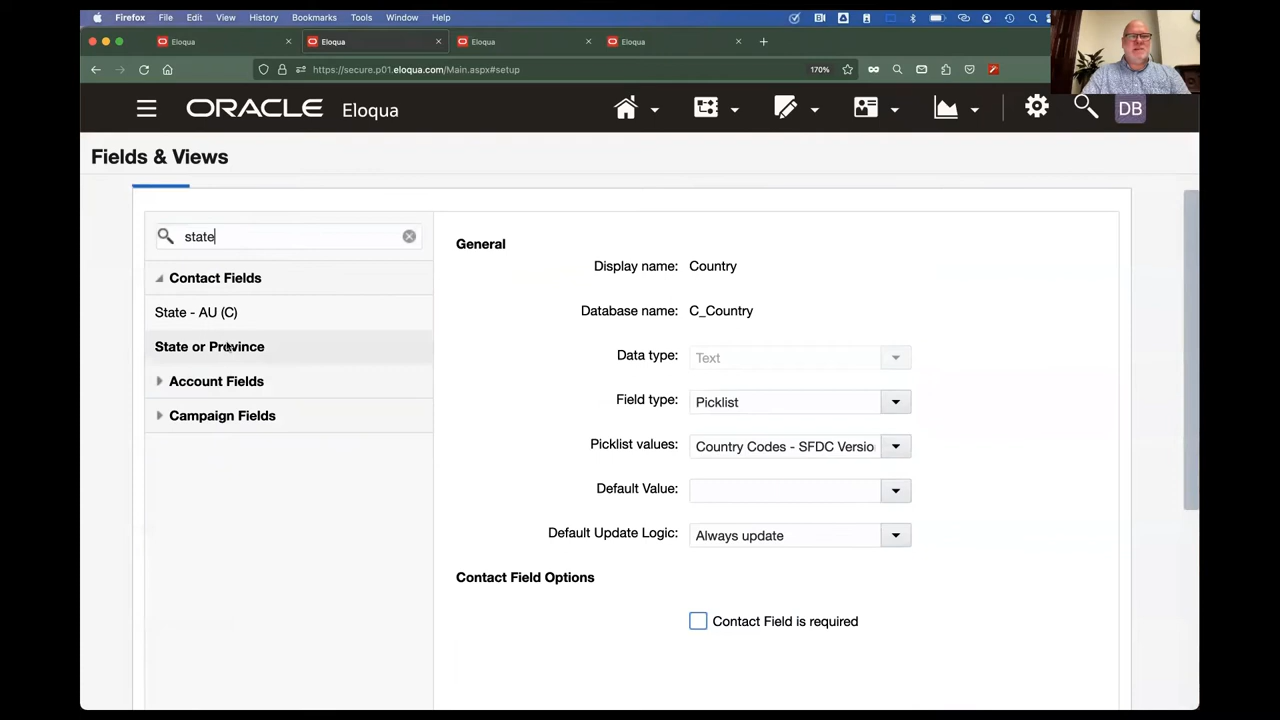 Firefox File Edit View History Bookmarks Tools Window Help
Eloqua Eloqua Eloqua Eloqua
https://secure.p01.eloqua.com/Main.aspx#setup 170%
ORACLE Eloqua DB
Fields & Views
state
Contact Fields
State - AU (C)
State or Province
Account Fields
Campaign Fields
General
Display name: Country
Database name: C_Country
Data type: Text
Field type: Picklist
Picklist values: Country Codes - SFDC Versio
Default Value:
Default Update Logic: Always update
Contact Field Options
Contact Field is required